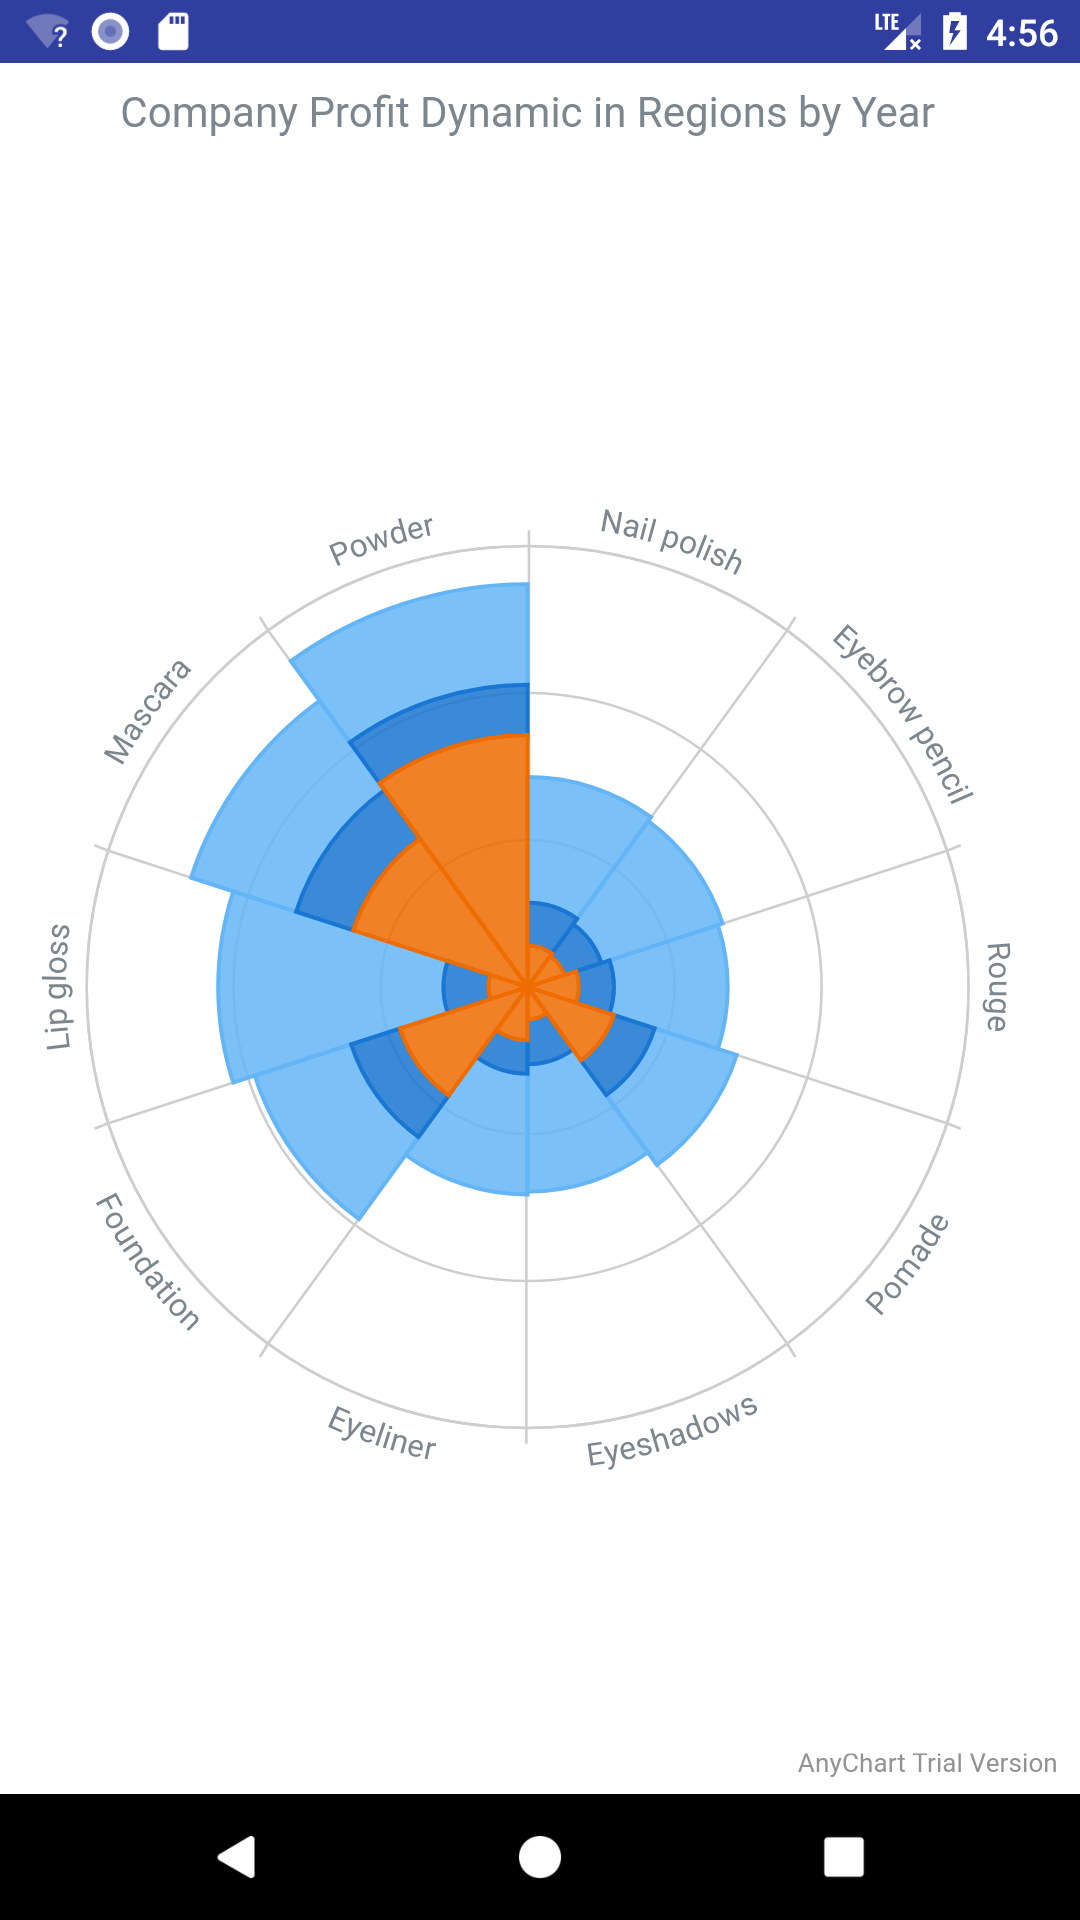 ?
LTE
4:56
Company Profit Dynamic in Regions by Year
Powder
Nail polish
Eyebrow pencil
Mascara
Rouge
Lip gloss
Pomade
Foundation
Eyeshadows
Eyeliner
AnyChart Trial Version